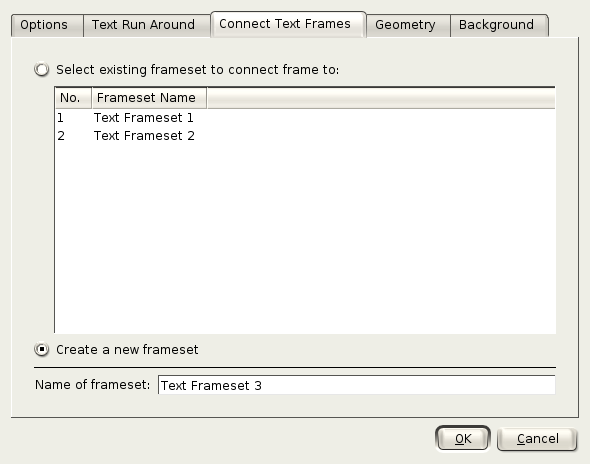 Options Text Run Around Connect Text Frames Geometry Background
Select existing frameset to connect frame to:
No. Frameset Name
1 Text Frameset 1
2 Text Frameset 2
Create a new frameset
Name of frameset: Text Frameset 3
OK Cancel